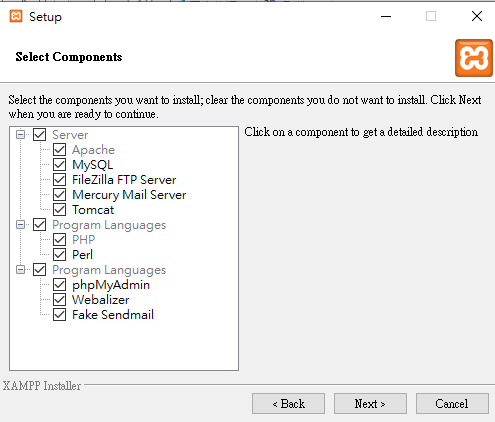 Setup
Select Components
Select the components you want to install; clear the components you do not want to install. Click Next
when you are ready to continue.
Server
Apache
MySQL
FileZilla FTP Server
Mercury Mail Server
Tomcat
Program Languages
PHP
Perl
Program Languages
phpMyAdmin
Webalizer
Fake Sendmail
Click on a component to get a detailed description
XAMPP Installer
< Back
Next >
Cancel